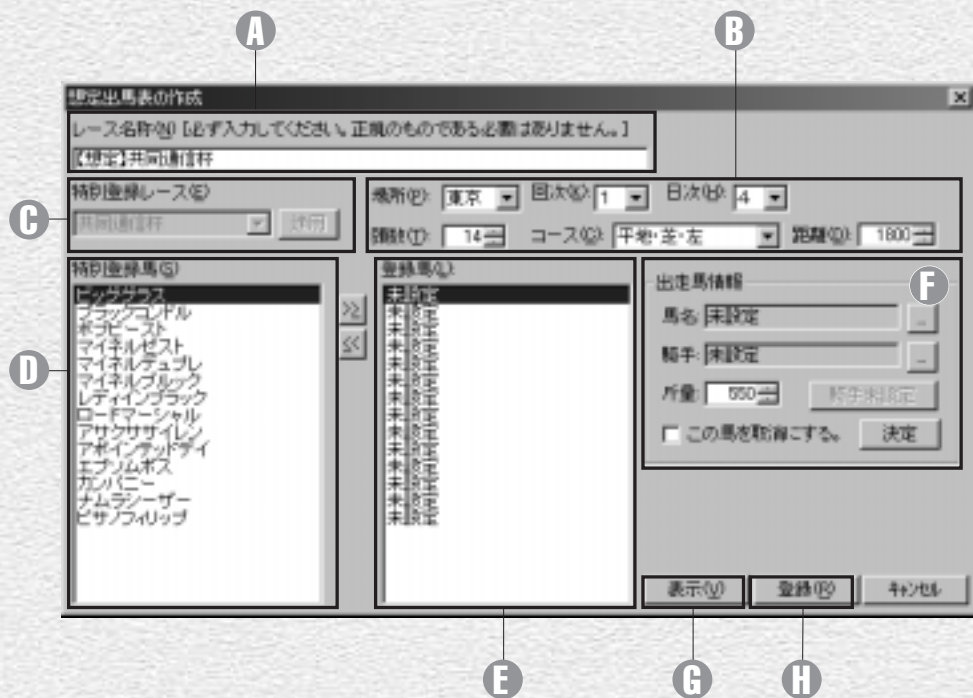 A
B
想定出馬表の作成
レース名称(N) [必ず入力してください。正規のものである必要はありません。]
【想定】共同通信杯
C
特別登録レース(E)
共同通信杯
適用
場所(P): 東京 回次(K): 1 日次(H): 4
頭数(T): 14 コース(C): 平地・芝・左 距離(D): 1800
D
特別登録馬(S)
ビッググラス
ブラックコンドル
ボブビースト
マイネルゼスト
マイネルデュプレ
マイネルブルック
レディインブラック
ロードマーシャル
アサクササイレン
アポインテッドデイ
エプソムボス
カンパニー
ナムラシーザー
ピサノフィリップ
>>
<<
登録馬(L)
未設定
未設定
未設定
未設定
未設定
未設定
未設定
未設定
未設定
未設定
未設定
未設定
未設定
未設定
F
出走馬情報
馬名: 未設定 ...
騎手: 未設定 ...
斤量: 550 騎手未設定
この馬を取消にする。 決定
表示(V) 登録(R) キャンセル
E
G
H